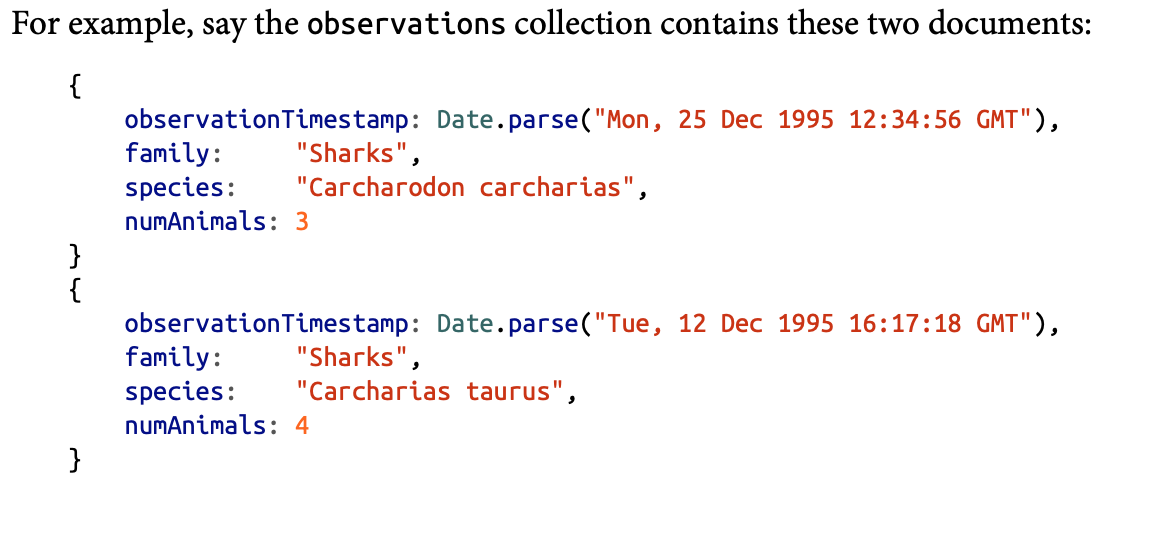 For example, say the observations collection contains these two documents:
{
observationTimestamp: Date.parse("Mon, 25 Dec 1995 12:34:56 GMT"),
family:     "Sharks",
species:    "Carcharodon carcharias",
numAnimals: 3
}
{
observationTimestamp: Date.parse("Tue, 12 Dec 1995 16:17:18 GMT"),
family:     "Sharks",
species:    "Carcharias taurus",
numAnimals: 4
}